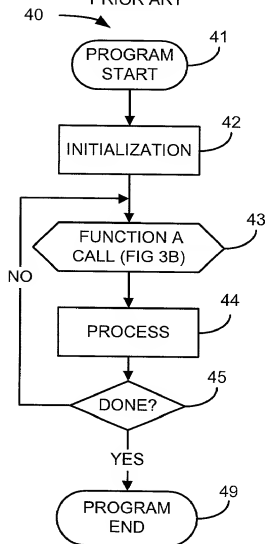 PRIOR ART
40
41
PROGRAM
START
42
INITIALIZATION
43
FUNCTION A
CALL (FIG 3B)
NO
44
PROCESS
45
DONE?
YES
49
PROGRAM
END